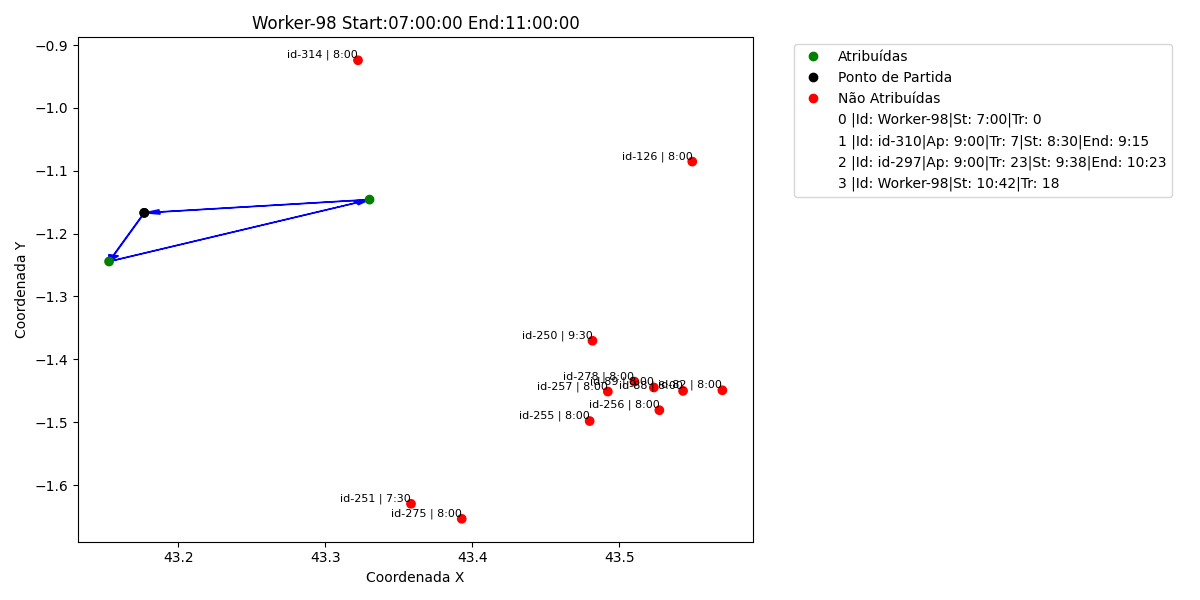 Worker-98 Start:07:00:00 End:11:00:00
−0.9
−1.0
−1.1
−1.2
−1.3
−1.4
−1.5
−1.6
Coordenada Y
id-314 | 8:00
id-126 | 8:00
id-250 | 9:30
id-278 | 8:00
id-257 | 8:00
id-256 | 8:00
id-255 | 8:00
id-251 | 7:30
id-275 | 8:00
43.2
43.3
43.4
43.5
Coordenada X
Atribuídas
Ponto de Partida
Não Atribuídas
0 |Id: Worker-98|St: 7:00|Tr: 0
1 |Id: id-310|Ap: 9:00|Tr: 7|St: 8:30|End: 9:15
2 |Id: id-297|Ap: 9:00|Tr: 23|St: 9:38|End: 10:23
3 |Id: Worker-98|St: 10:42|Tr: 18